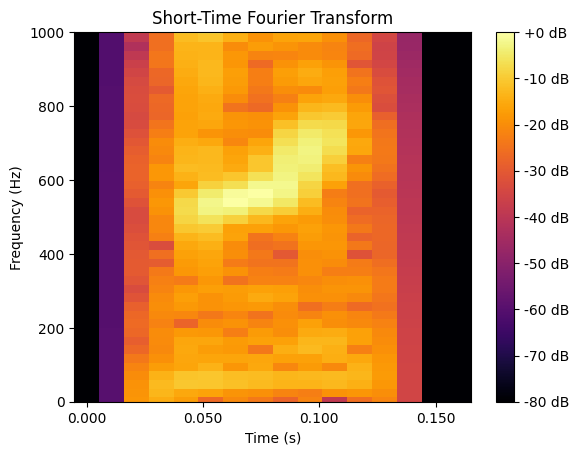 Short-Time Fourier Transform
1000
800
600
400
200
0
Frequency (Hz)
0.000
0.050
0.100
0.150
Time (s)
+0 dB
-10 dB
-20 dB
-30 dB
-40 dB
-50 dB
-60 dB
-70 dB
-80 dB